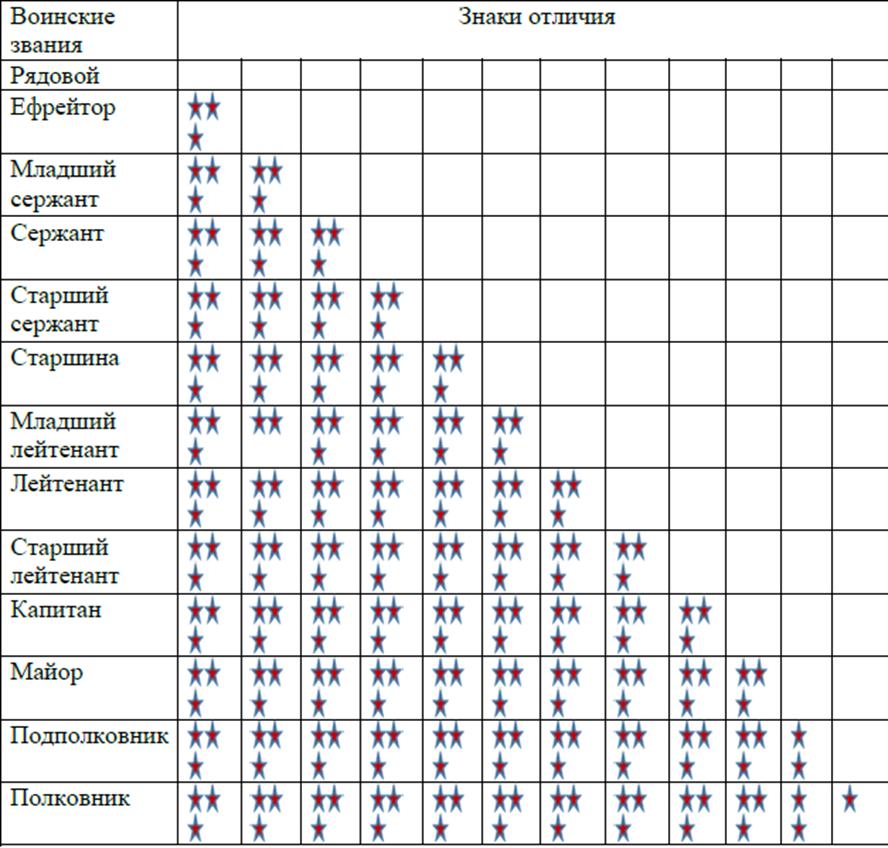 Воинские
звания
Знаки отличия
Рядовой
Ефрейтор
Младший
сержант
Сержант
Старший
сержант
Старшина
Младший
лейтенант
Лейтенант
Старший
лейтенант
Капитан
Майор
Подполковник
Полковник